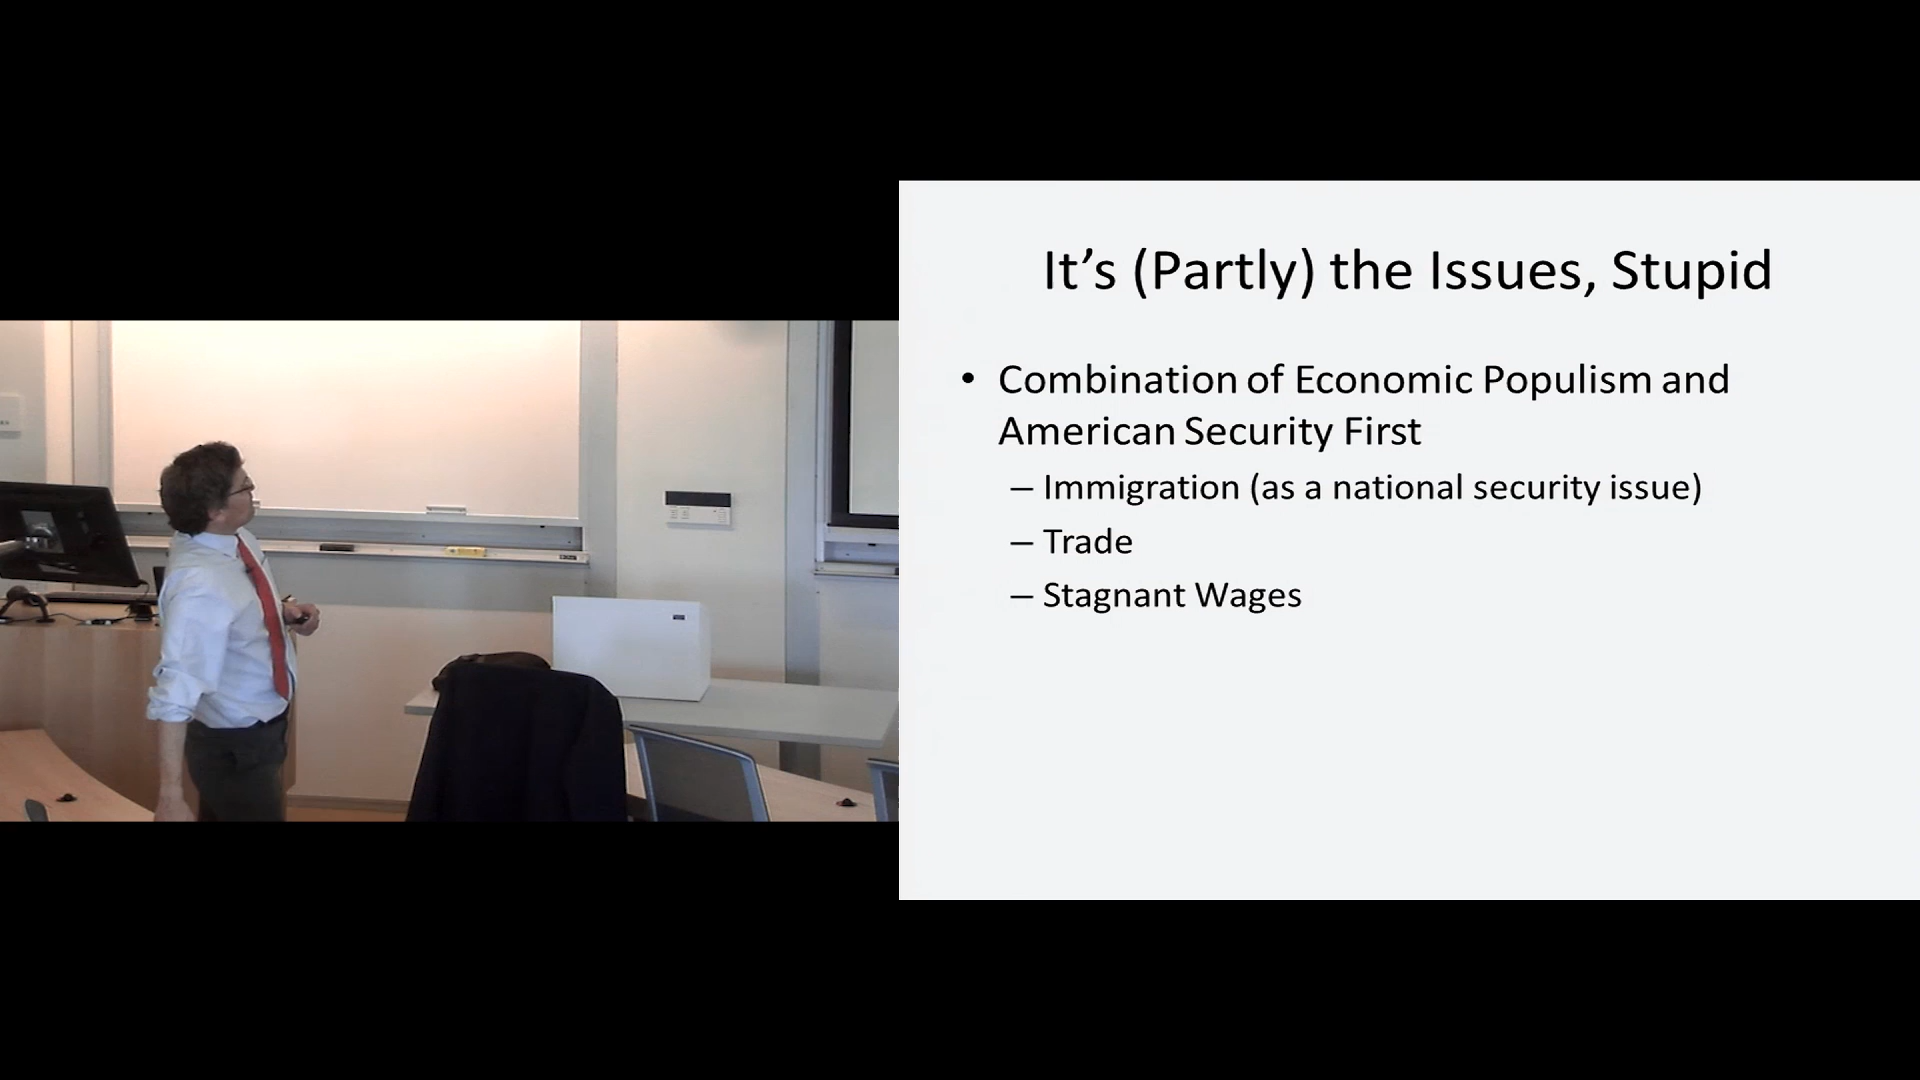 It’s (Partly) the Issues, Stupid
• Combination of Economic Populism and
American Security First
– Immigration (as a national security issue)
– Trade
– Stagnant Wages